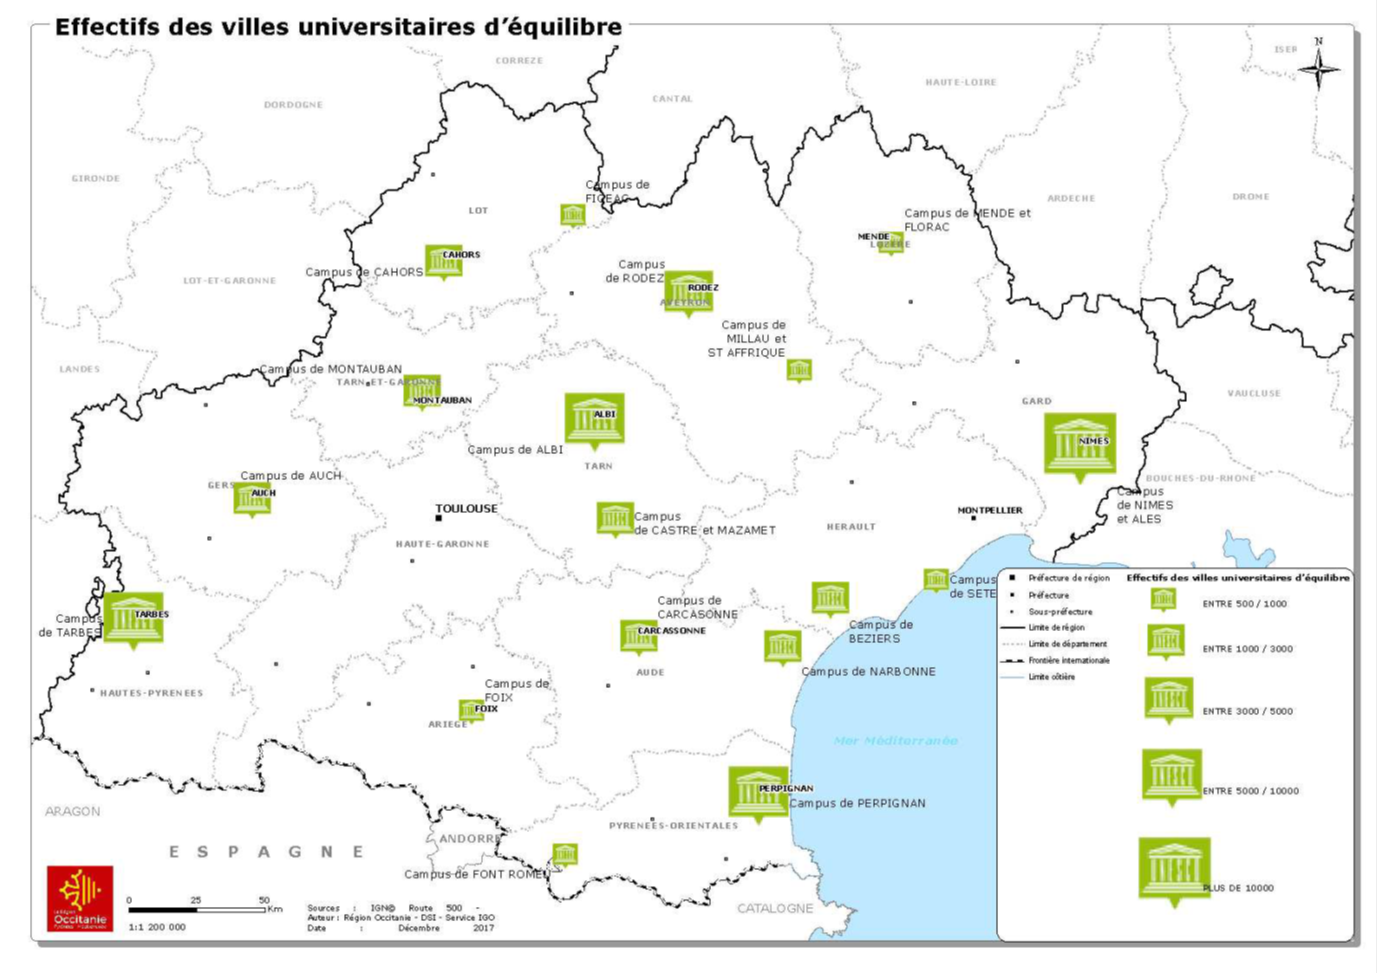 Effectifs des villes universitaires d'équilibre
N
ISER
CORREZE
HAUTE-LOIRE
CANTAL
DORDOGNE
GIRONDE
Campus de
FIGEAC
ARDECHE
DROME
LOT
Campus de MENDE et
FLORAC
MENDE
LOZERE
CAHORS
Campus de CAHORS
Campus
de RODEZ
RODEZ
AVEYRON
LOT-ET-GARONNE
Campus de
MILLAU et
ST AFFRIQUE
LANDES
Campus de MONTAUBAN
TARN-ET-GARONNE
MONTAUBAN
GARD
VAUCLUSE
ALBI
Campus de ALBI
TARN
NIMES
Campus de AUCH
GERS
AUCH
BOUCHES-DU-RHONE
Campus
de NIMES
et ALES
TOULOUSE
MONTPELLIER
Campus
de CASTRE et MAZAMET
HERAULT
HAUTE-GARONNE
Campus
de SETE
Campus
de TARBES
TARBES
Campus de
CARCASONNE
CARCASSONNE
Campus de
BEZIERS
AUDE
Campus de NARBONNE
HAUTES-PYRENEES
Campus de
FOIX
FOIX
ARIEGE
Mer Méditerranée
PERPIGNAN
Campus de PERPIGNAN
ARAGON
PYRENEES-ORIENTALES
ANDORRE
E S P A G N E
Campus de FONT ROMEU
CATALOGNE
Préfecture de région
Préfecture
Sous-préfecture
Limite de région
Limite de département
Frontière internationale
Limite côtière
Effectifs des villes universitaires d'équilibre
ENTRE 500 / 1000
ENTRE 1000 / 3000
ENTRE 3000 / 5000
ENTRE 5000 / 10000
PLUS DE 10000
La Région
Occitanie
Pyrénées - Méditerranée
0 25 50
Km
1:1 200 000
Sources : IGN© Route 500 -
Auteur : Région Occitanie - DSI - Service IGO
Date : Décembre 2017